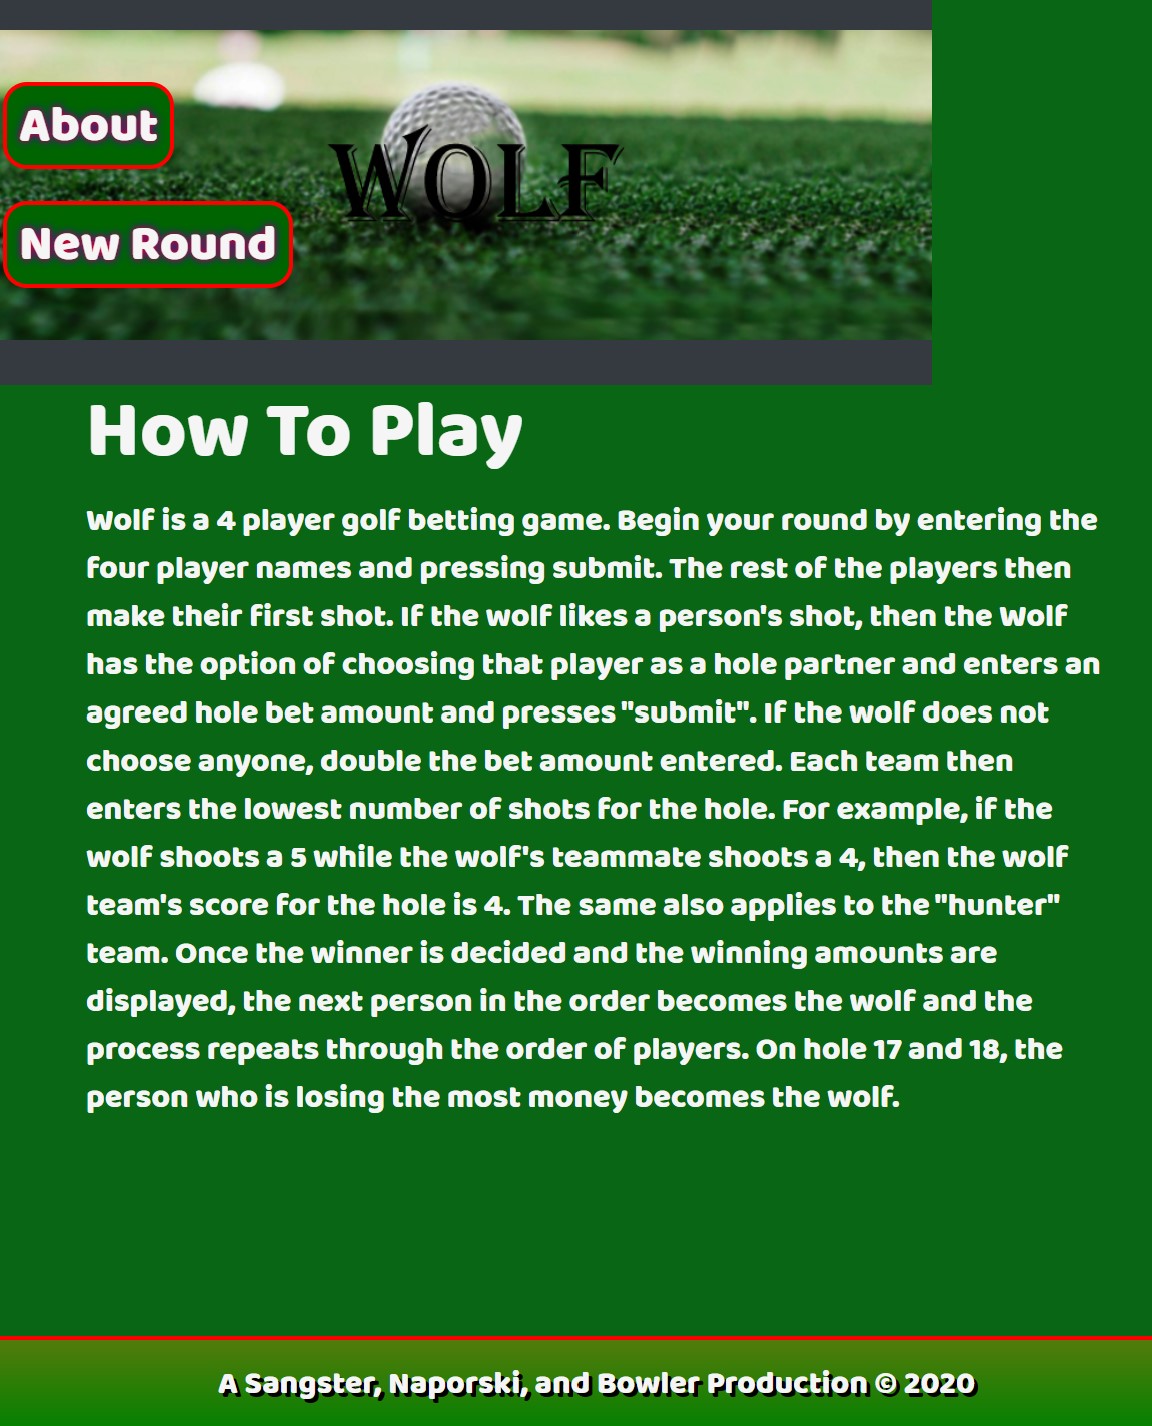 About
WOLF
New Round
How To Play
Wolf is a 4 player golf betting game. Begin your round by entering the
four player names and pressing submit. The rest of the players then
make their first shot. If the wolf likes a person's shot, then the Wolf
has the option of choosing that player as a hole partner and enters an
agreed hole bet amount and presses "submit". If the wolf does not
choose anyone, double the bet amount entered. Each team then
enters the lowest number of shots for the hole. For example, if the
wolf shoots a 5 while the wolf's teammate shoots a 4, then the wolf
team's score for the hole is 4. The same also applies to the "hunter"
team. Once the winner is decided and the winning amounts are
displayed, the next person in the order becomes the wolf and the
process repeats through the order of players. On hole 17 and 18, the
person who is losing the most money becomes the wolf.
A Sangster, Naporski, and Bowler Production © 2020